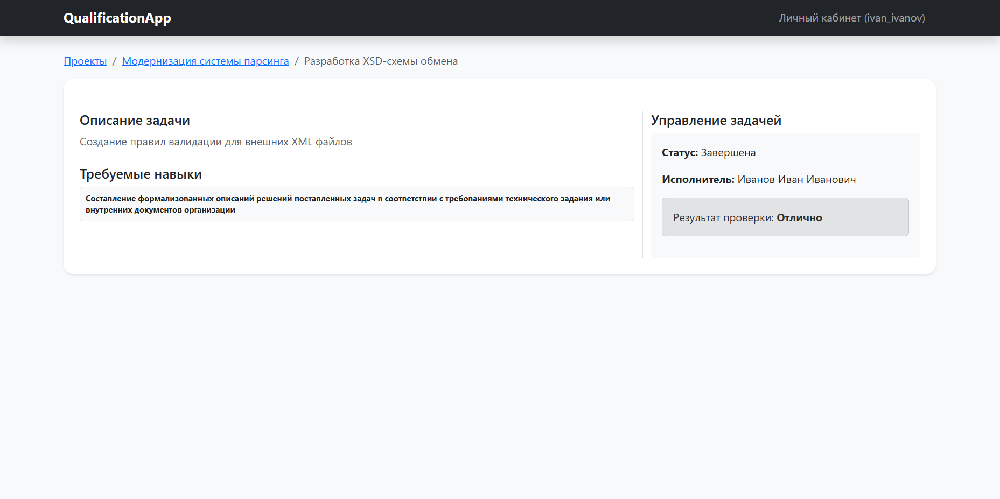 QualificationApp
Личный кабинет (ivan_ivanov)
Проекты / Модернизация системы парсинга / Разработка XSD-схемы обмена
Описание задачи
Создание правил валидации для внешних XML файлов
Требуемые навыки
Составление формализованных описаний решений поставленных задач в соответствии с требованиями технического задания или
внутренних документов организации
Управление задачей
Статус: Завершена
Исполнитель: Иванов Иван Иванович
Результат проверки: Отлично